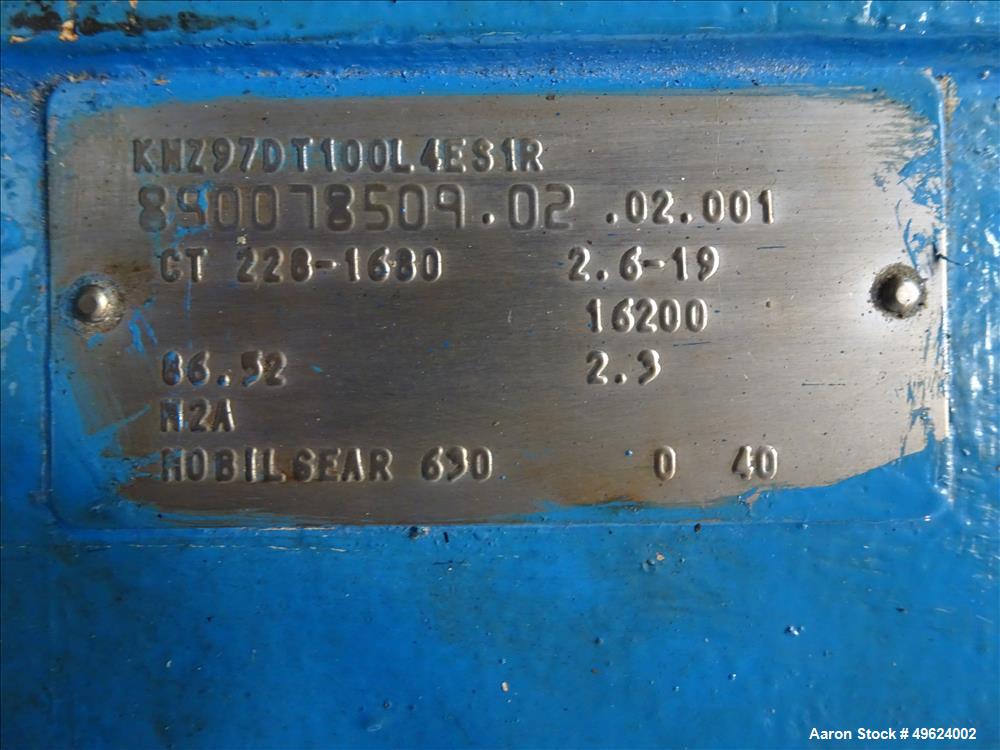 KHZ97DT100L4ES1R
850078509.02 .02.001
CT 228-1680 2.6-19
16200
86.52 2.3
M2A
MOBILGEAR 630 0 40
Aaron Stock # 49624002